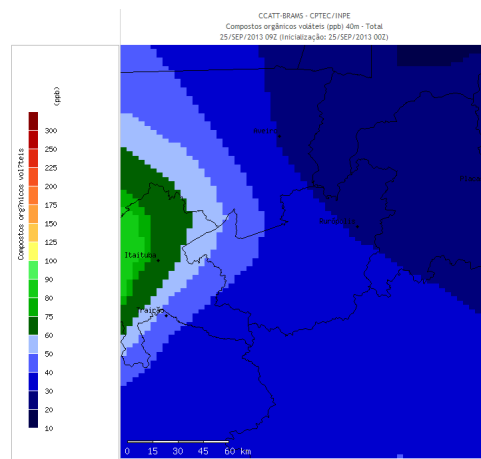 CCATT-BRAMS - CPTEC/INPE
Compostos orgânicos voláteis (ppb) 40m - Total
25/SEP/2013 09Z (Inicialização: 25/SEP/2013 00Z)
(ppb)
Compostos org?nicos vol?teis
300
250
225
200
175
150
125
100
90
80
75
60
50
40
30
20
10
Itaituba
0 15 30 45 60 km